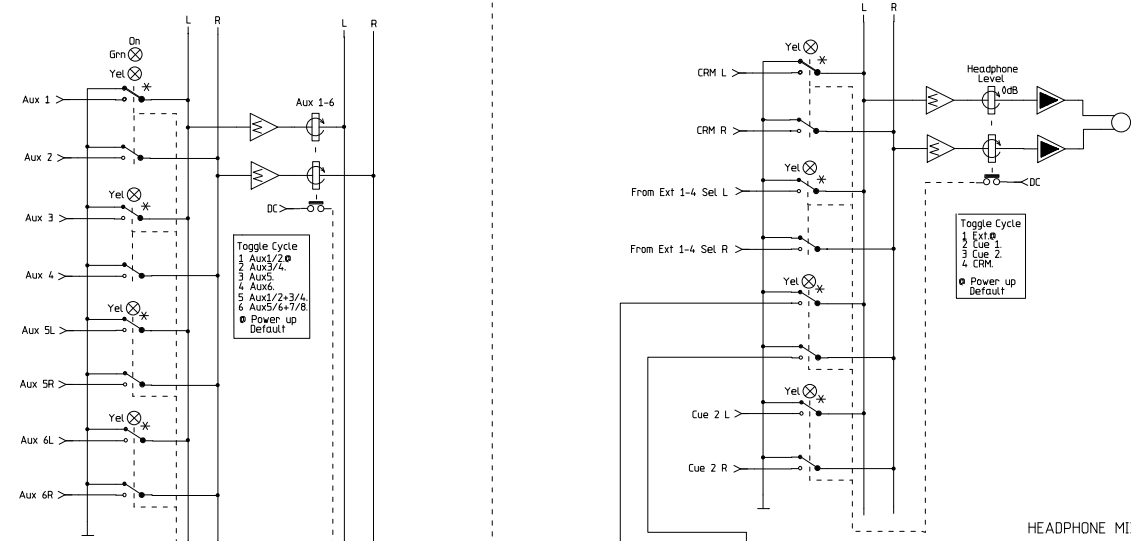 L R
L R
On
Grn
Yel
Aux 1
Aux 2
Yel
Aux 3
Aux 4
Yel
Aux 5L
Aux 5R
Yel
Aux 6L
Aux 6R
Aux 1-6
DC
Toggle Cycle
1 Aux1/2.@
2 Aux3/4.
3 Aux5.
4 Aux6.
5 Aux1/2+3/4.
6 Aux5/6+7/8.
@ Power up
Default
L R
Yel
CRM L
CRM R
Yel
From Ext 1-4 Sel L
From Ext 1-4 Sel R
Yel
Yel
Cue 2 L
Cue 2 R
Headphone
Level
0dB
DC
Toggle Cycle
1 Ext.@
2 Cue 1.
3 Cue 2.
4 CRM.
@ Power up
Default
HEADPHONE